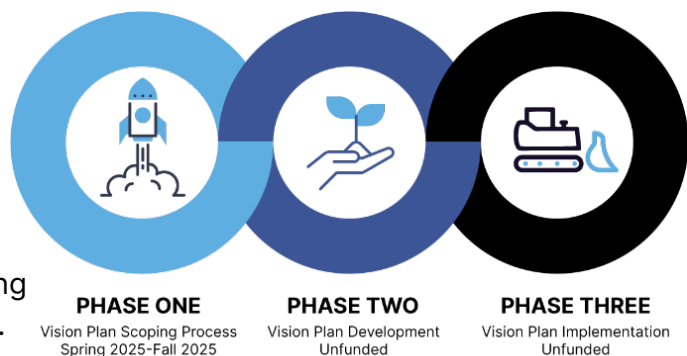 ng
.
PHASE ONE
Vision Plan Scoping Process
Spring 2025-Fall 2025
PHASE TWO
Vision Plan Development
Unfunded
PHASE THREE
Vision Plan Implementation
Unfunded